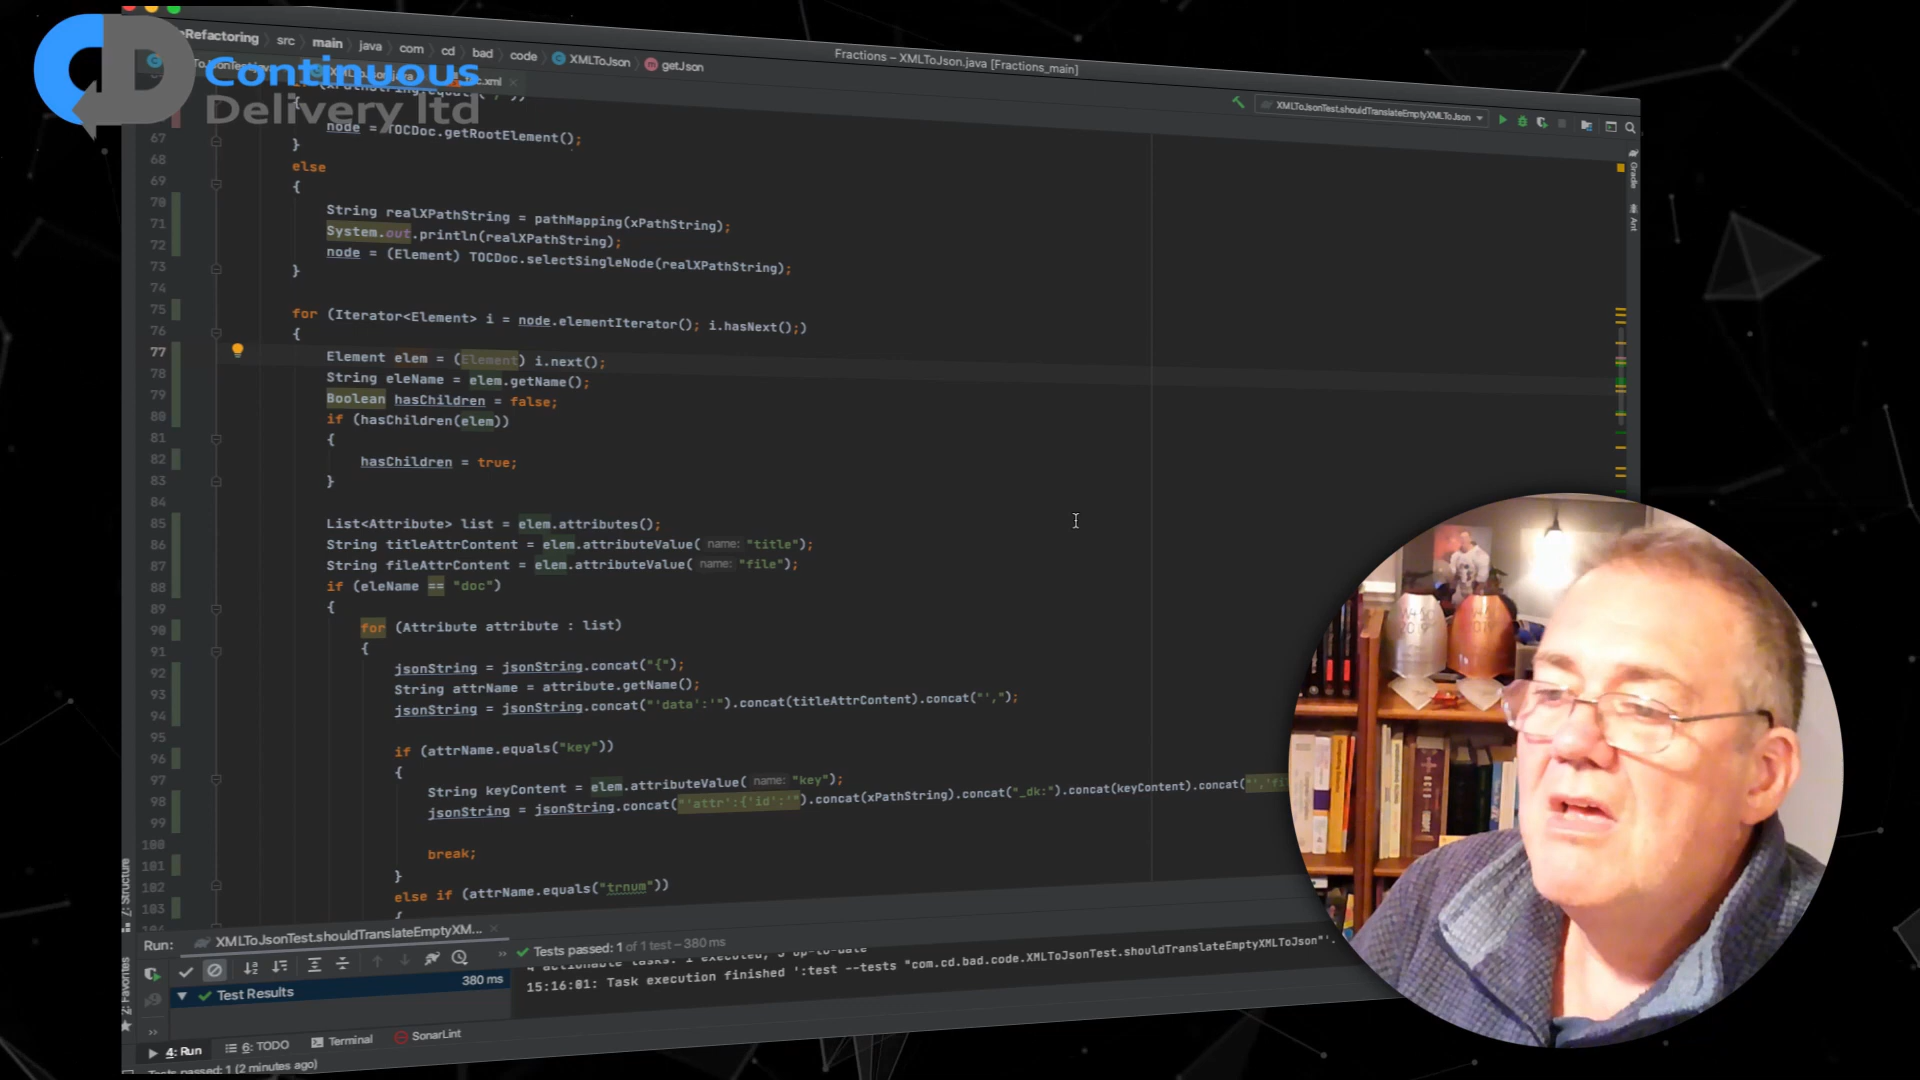 Continuous
Delivery ltd
Refactoring src main java com cd bad code XMLToJson getJson
Fractions – XMLToJson.java [Fractions_main]
XMLToJsonTest.shouldTranslateEmptyXMLToJson
{
67 node = TOCDoc.getRootElement();
68 }
69 else
70 {
71 String realXPathString = pathMapping(xPathString);
72 System.out.println(realXPathString);
73 node = (Element) TOCDoc.selectSingleNode(realXPathString);
74 }
75 for (Iterator<Element> i = node.elementIterator(); i.hasNext();)
76 {
77 Element elem = (Element) i.next();
78 String eleName = elem.getName();
79 Boolean hasChildren = false;
80 if (hasChildren(elem))
81 {
82 hasChildren = true;
83 }
84
85 List<Attribute> list = elem.attributes();
86 String titleAttrContent = elem.attributeValue( name: "title");
87 String fileAttrContent = elem.attributeValue( name: "file");
88 if (eleName == "doc")
89 {
90 for (Attribute attribute : list)
91 {
92 jsonString = jsonString.concat("{");
93 String attrName = attribute.getName();
94 jsonString = jsonString.concat("'data':'").concat(titleAttrContent).concat("',");
95
96 if (attrName.equals("key"))
97 {
98 String keyContent = elem.attributeValue( name: "key");
99 jsonString = jsonString.concat("'attr':{'id':'").concat(xPathString).concat("_dk:").concat(keyContent).concat("','fi
100
101 break;
102 }
103 else if (attrName.equals("trnum"))
{
Gradle
Ant
Z: Structure
2: Favorites
Run: XMLToJsonTest.shouldTranslateEmptyXM...
Tests passed: 1 of 1 test – 380 ms
Test Results 380 ms
15:16:01: Task execution finished ':test --tests "com.cd.bad.code.XMLToJsonTest.shouldTranslateEmptyXMLToJson"'.
4: Run 6: TODO Terminal SonarLint
Tests passed: 1 (2 minutes ago)